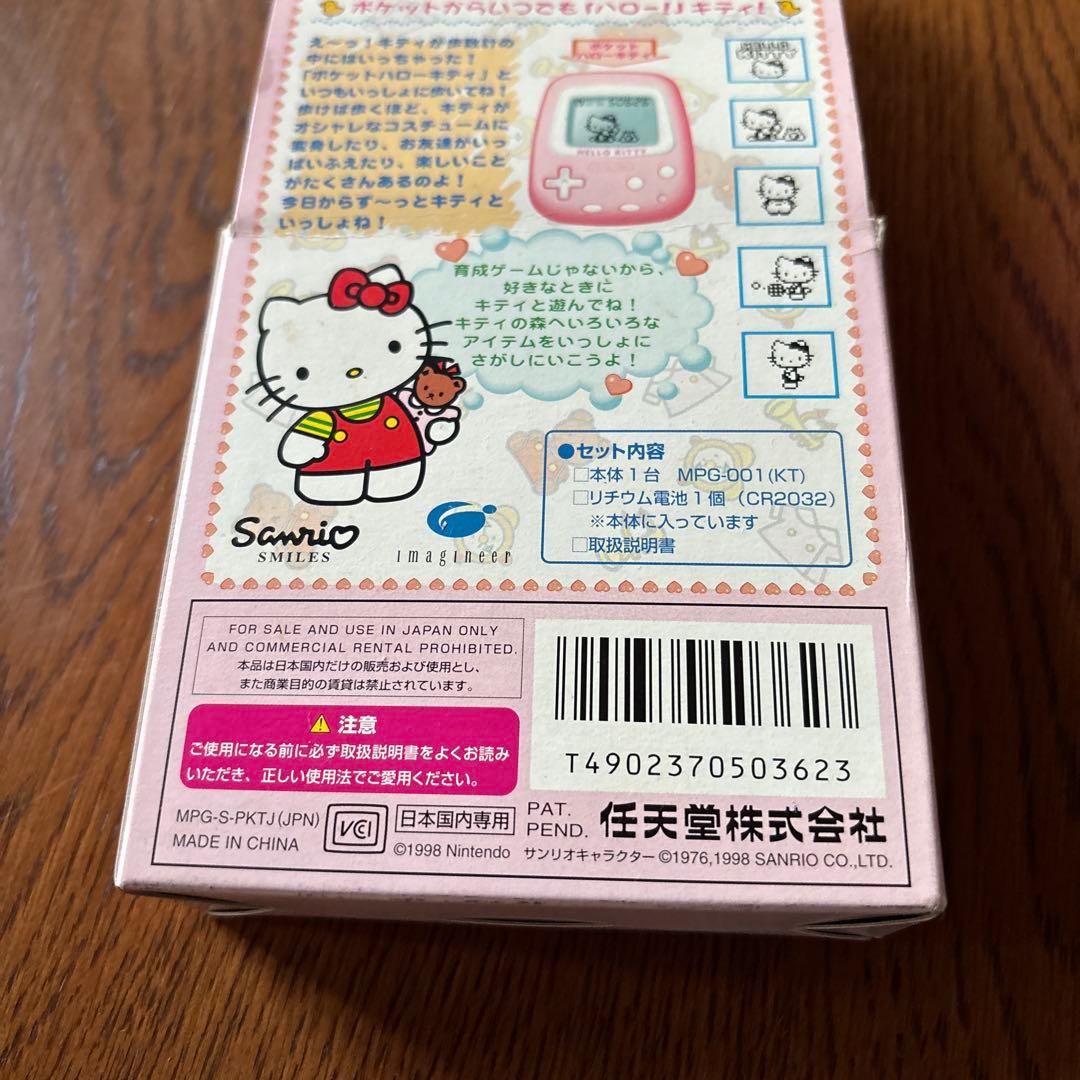 ポケットからいつでも「ハロー!」キティ!
え〜っ!キティが歩数計の
中にはいっちゃった!
「ポケットハローキティ」と
いつもいっしょに歩いてね!
歩けば歩くほど、キティが
オシャレなコスチュームに
変身したり、お友達がいっ
ぱいふえたり、楽しいこと
がたくさんあるのよ!
今日からず〜っとキティと
いっしょね!
ポケット
ハローキティ
HELLO KITTY
HELLO
KITTY
育成ゲームじゃないから、
好きなときに
キティと遊んでね!
キティの森へいろいろな
アイテムをいっしょに
さがしにいこうよ!
Sanrio
SMILES
imagineer
●セット内容
□本体1台 MPG-001(KT)
□リチウム電池1個(CR2032)
※本体に入っています
□取扱説明書
FOR SALE AND USE IN JAPAN ONLY
AND COMMERCIAL RENTAL PROHIBITED.
本品は日本国内だけの販売および使用とし、
また商業目的の賃貸は禁止されています。
⚠ 注意
ご使用になる前に必ず取扱説明書をよくお読み
いただき、正しい使用法でご愛用ください。
T4902370503623
MPG-S-PKTJ(JPN)
MADE IN CHINA
VCI
日本国内専用
PAT.
PEND.
任天堂株式会社
©1998 Nintendo サンリオキャラクター ©1976,1998 SANRIO CO.,LTD.